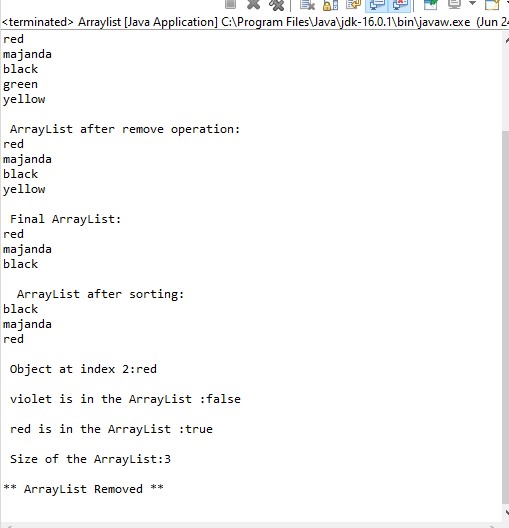 <terminated> Arraylist [Java Application] C:\Program Files\Java\jdk-16.0.1\bin\javaw.exe (Jun 24
red
majanda
black
green
yellow
ArrayList after remove operation:
red
majanda
black
yellow
Final ArrayList:
red
majanda
black
ArrayList after sorting:
black
majanda
red
Object at index 2:red
violet is in the ArrayList :false
red is in the ArrayList :true
Size of the ArrayList:3
** ArrayList Removed **